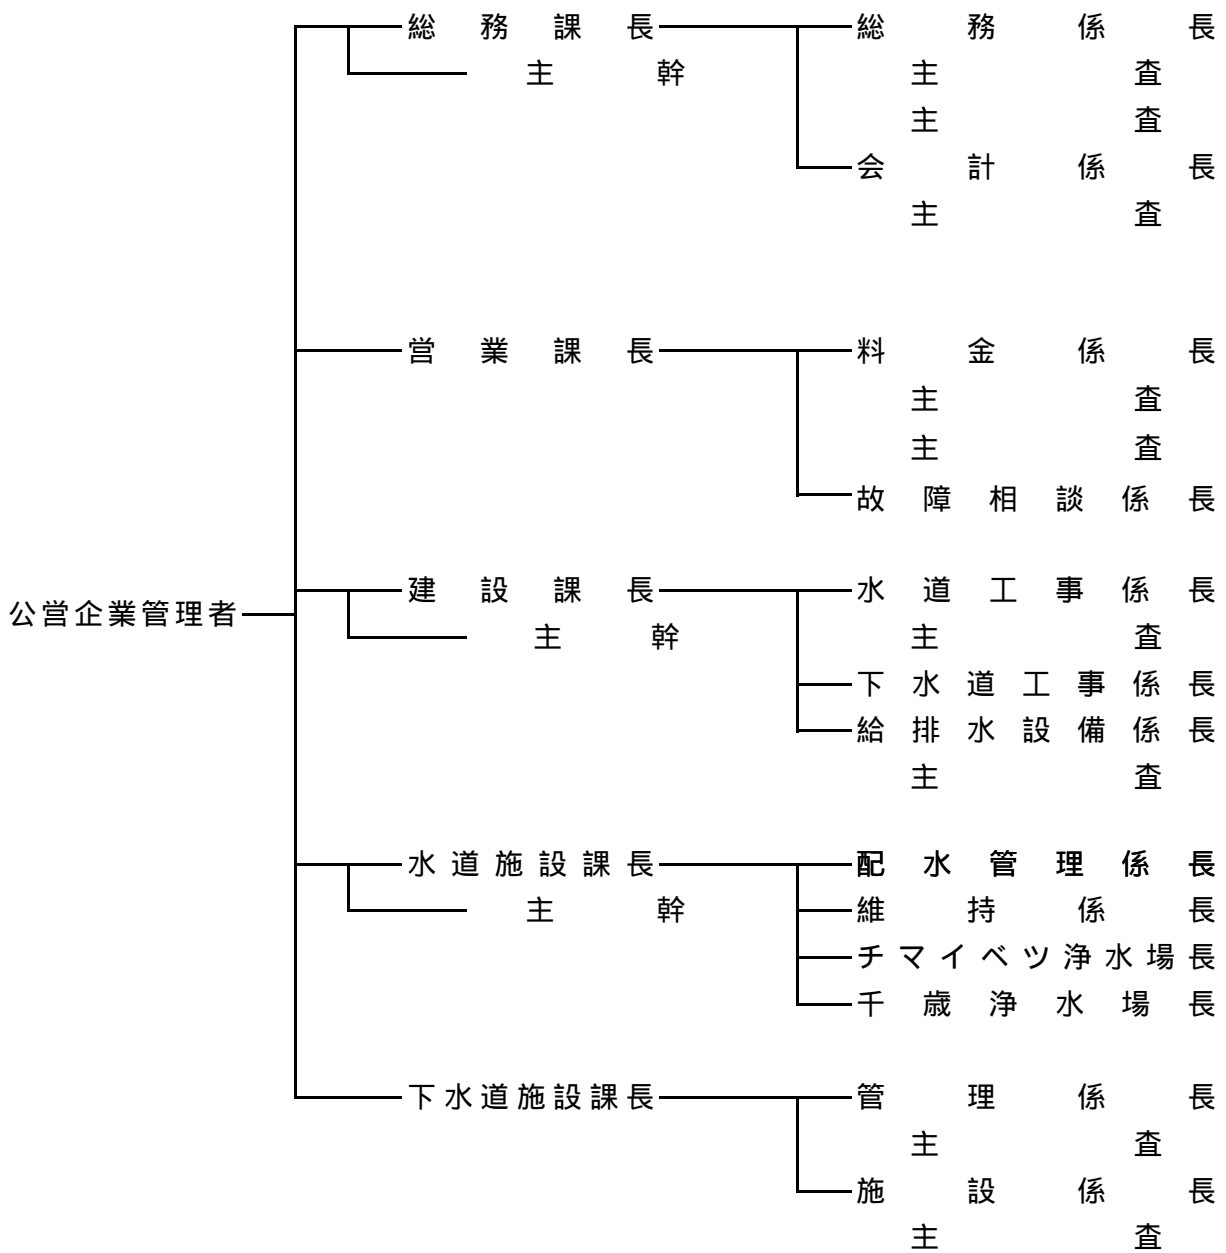 総務課長 総務係長
主幹 主査
主査
会計係長
主査
営業課長 料金係長
主査
主査
故障相談係長
建設課長 水道工事係長
公営企業管理者
主幹 主査
下水道工事係長
給排水設備係長
主査
水道施設課長 配水管理係長
主幹 維持係長
チマイベツ浄水場長
千歳浄水場長
下水道施設課長 管理係長
主査
施設係長
主査